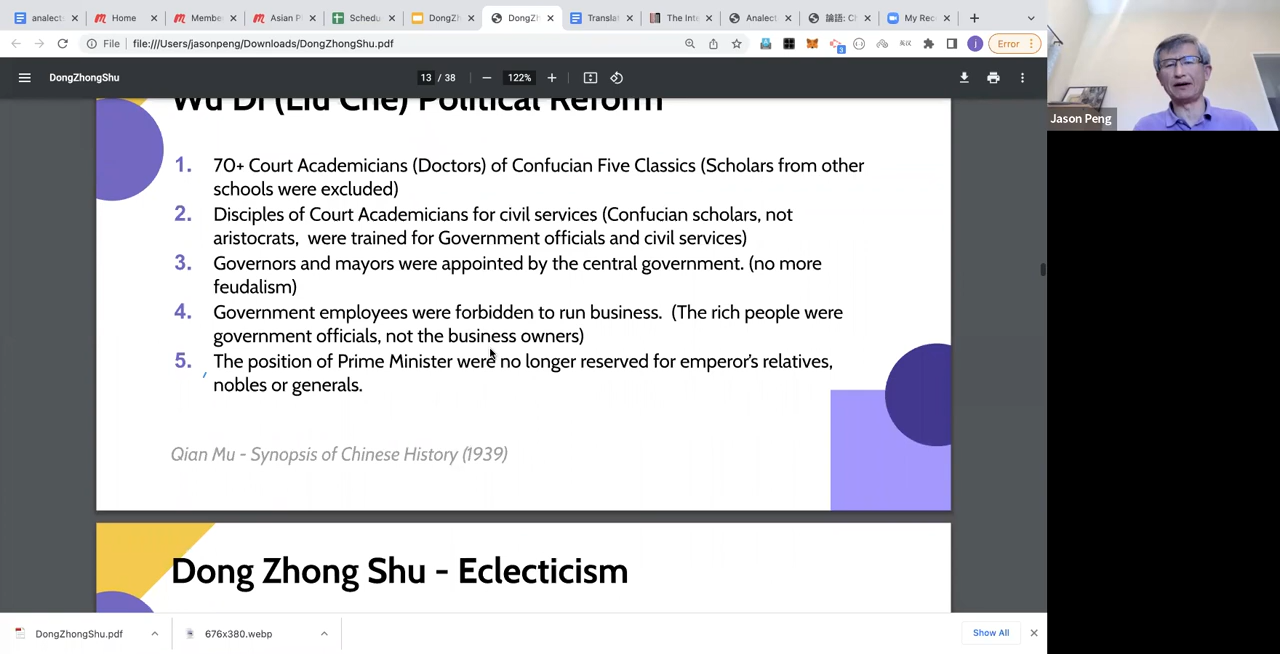 analects
Home
Membe
Asian P
Schedu
DongZh
DongZ
Transla
The Inte
Analect
論語: Cl
My Rec
File
file:///Users/jasonpeng/Downloads/DongZhongShu.pdf
Error
DongZhongShu
13 / 38
122%
Jason Peng
Wu Di (Liu Che) Political Reform
1. 70+ Court Academicians (Doctors) of Confucian Five Classics (Scholars from other
schools were excluded)
2. Disciples of Court Academicians for civil services (Confucian scholars, not
aristocrats, were trained for Government officials and civil services)
3. Governors and mayors were appointed by the central government. (no more
feudalism)
4. Government employees were forbidden to run business. (The rich people were
government officials, not the business owners)
5. The position of Prime Minister were no longer reserved for emperor's relatives,
nobles or generals.
Qian Mu - Synopsis of Chinese History (1939)
Dong Zhong Shu - Eclecticism
DongZhongShu.pdf
676x380.webp
Show All